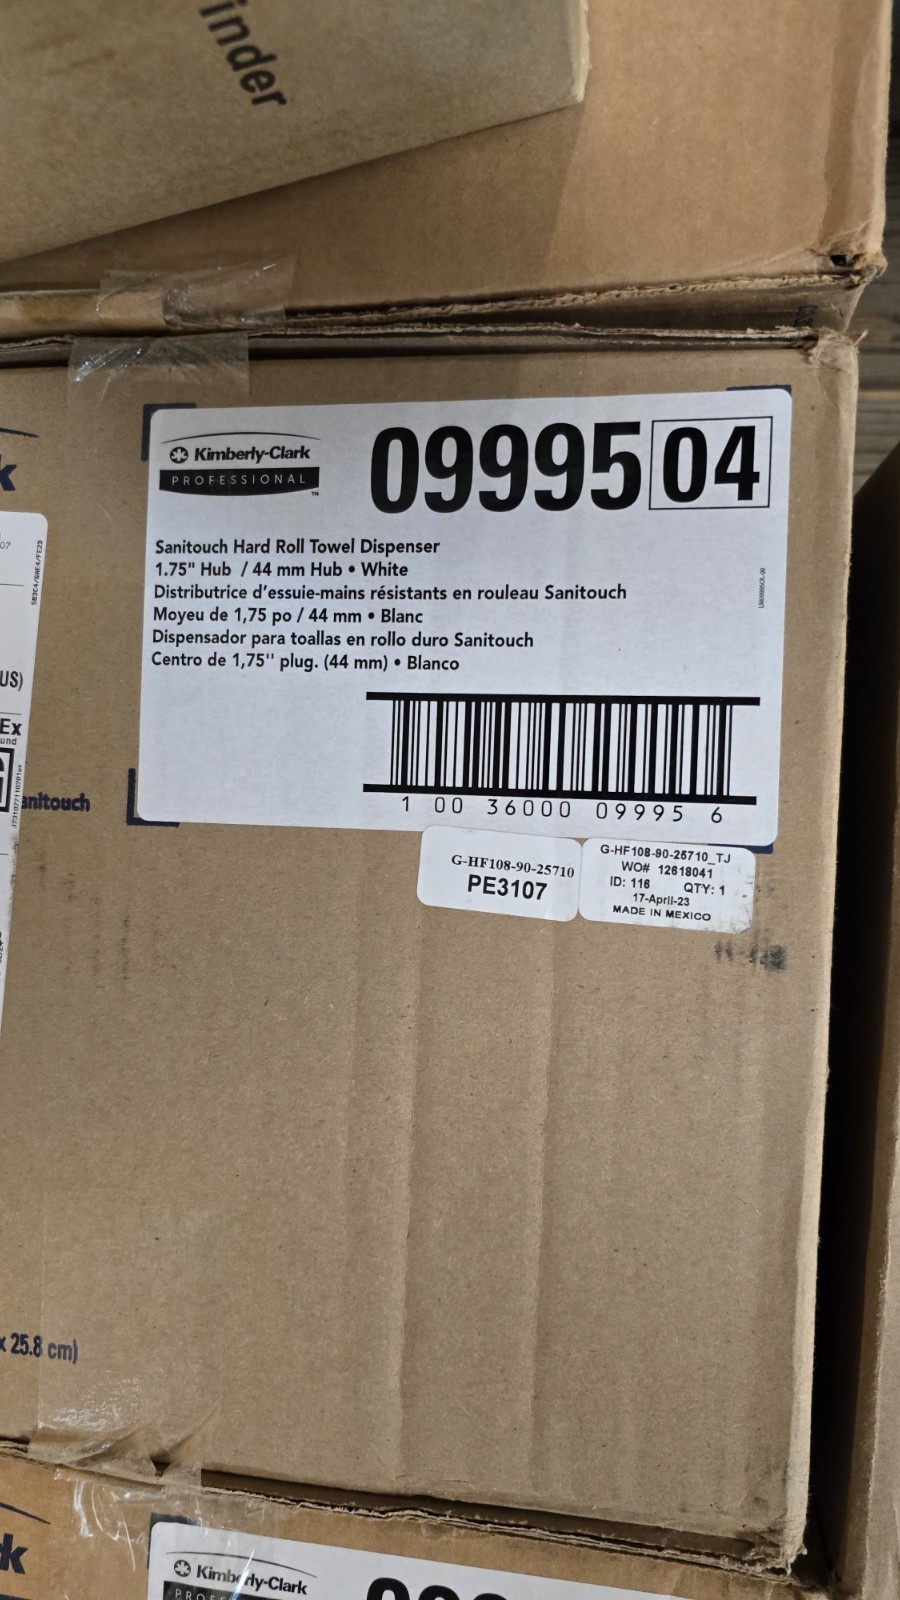 inder
k
Kimberly-Clark
PROFESSIONAL™
09995 04
Sanitouch Hard Roll Towel Dispenser
1.75" Hub / 44 mm Hub • White
Distributrice d'essuie-mains résistants en rouleau Sanitouch
Moyeu de 1,75 po / 44 mm • Blanc
Dispensador para toallas en rollo duro Sanitouch
Centro de 1,75'' plug. (44 mm) • Blanco
1 00 36000 09995 6
07
US)
Ex
und
nitouch
G-HF108-90-25710
PE3107
G-HF108-90-25710_TJ
WO# 12618041
ID: 116 QTY: 1
17-April-23
MADE IN MEXICO
x 25.8 cm)
k
Kimberly-Clark